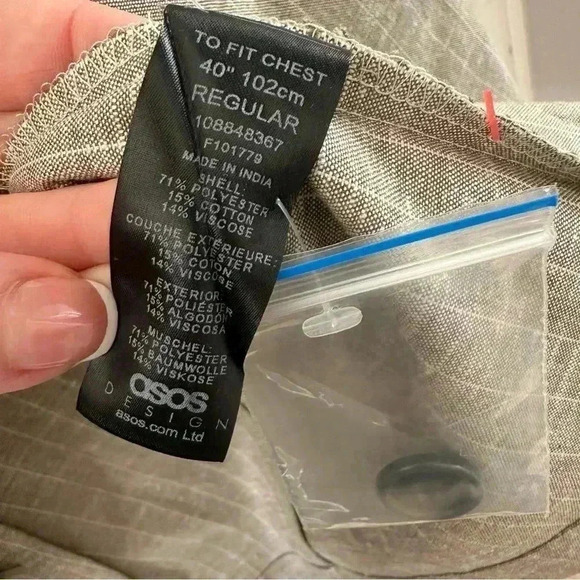 TO FIT CHEST
40" 102cm
REGULAR
108848367
F101779
MADE IN INDIA
SHELL:
71% POLYESTER
15% COTTON
14% VISCOSE
COUCHE EXTÉRIEURE:
71% POLYESTER
15% COTON
14% VISCOSE
EXTERIOR:
71% POLIÉSTER
15% ALGODÓN
14% VISCOSA
MUSCHEL:
71% POLYESTER
15% BAUMWOLLE
14% VISKOSE
asos
DESIGN
asos.com Ltd